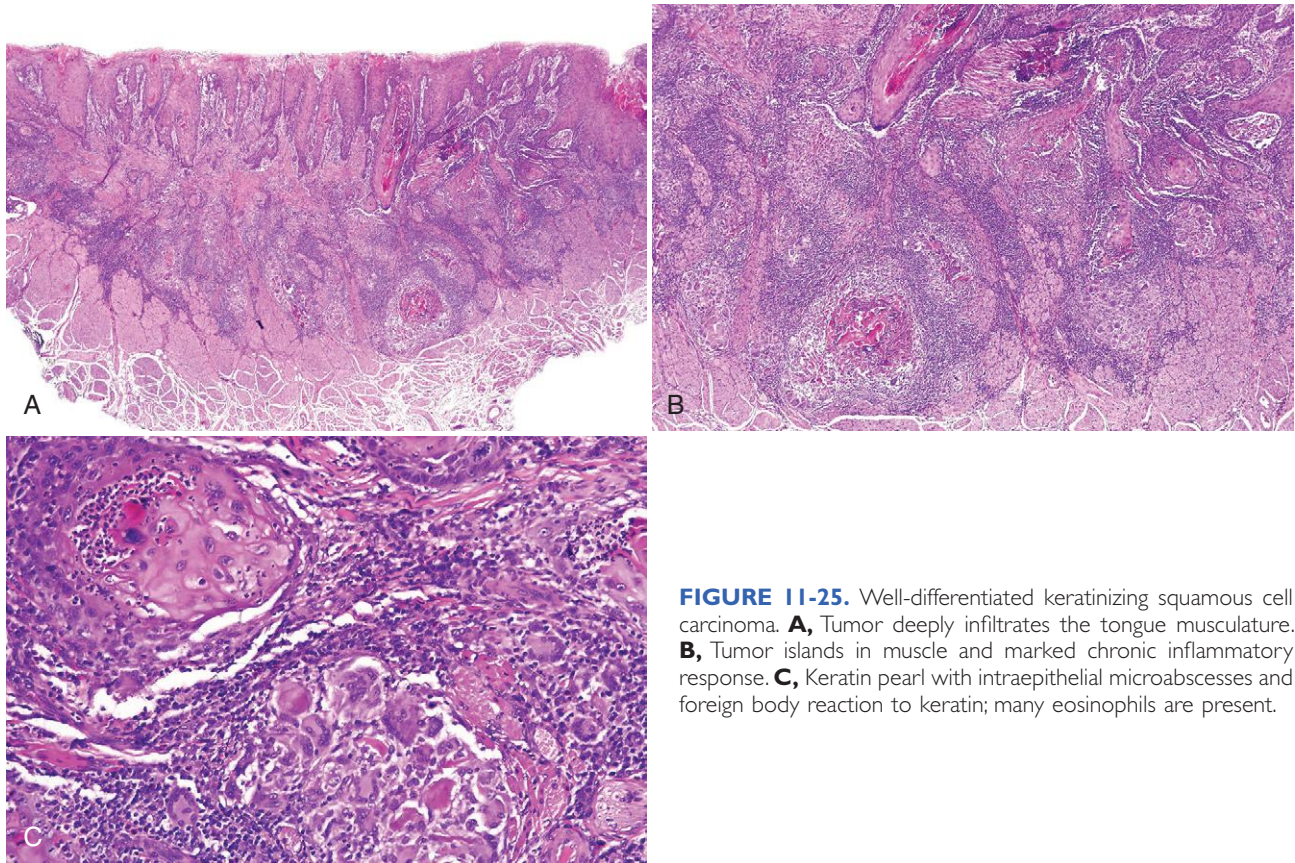 A
B
C
FIGURE 11-25. Well-differentiated keratinizing squamous cell
carcinoma. A, Tumor deeply infiltrates the tongue musculature.
B, Tumor islands in muscle and marked chronic inflammatory
response. C, Keratin pearl with intraepithelial microabscesses and
foreign body reaction to keratin; many eosinophils are present.